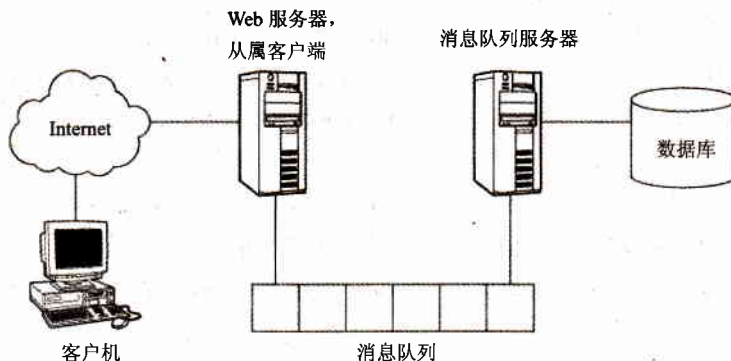 Web 服务器,
从属客户端
消息队列服务器
Internet
数据库
客户机
消息队列